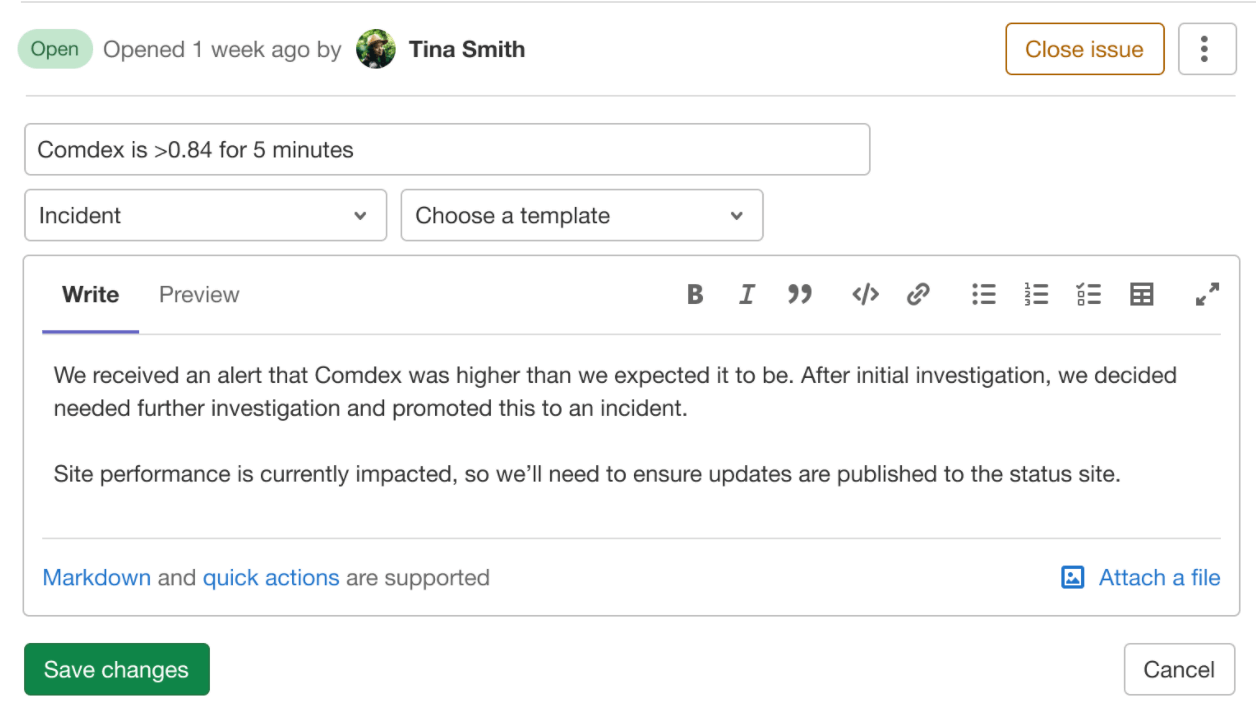 Open Opened 1 week ago by Tina Smith Close issue
Comdex is >0.84 for 5 minutes
Incident Choose a template
Write Preview
We received an alert that Comdex was higher than we expected it to be. After initial investigation, we decided
needed further investigation and promoted this to an incident.
Site performance is currently impacted, so we’ll need to ensure updates are published to the status site.
Markdown and quick actions are supported Attach a file
Save changes Cancel